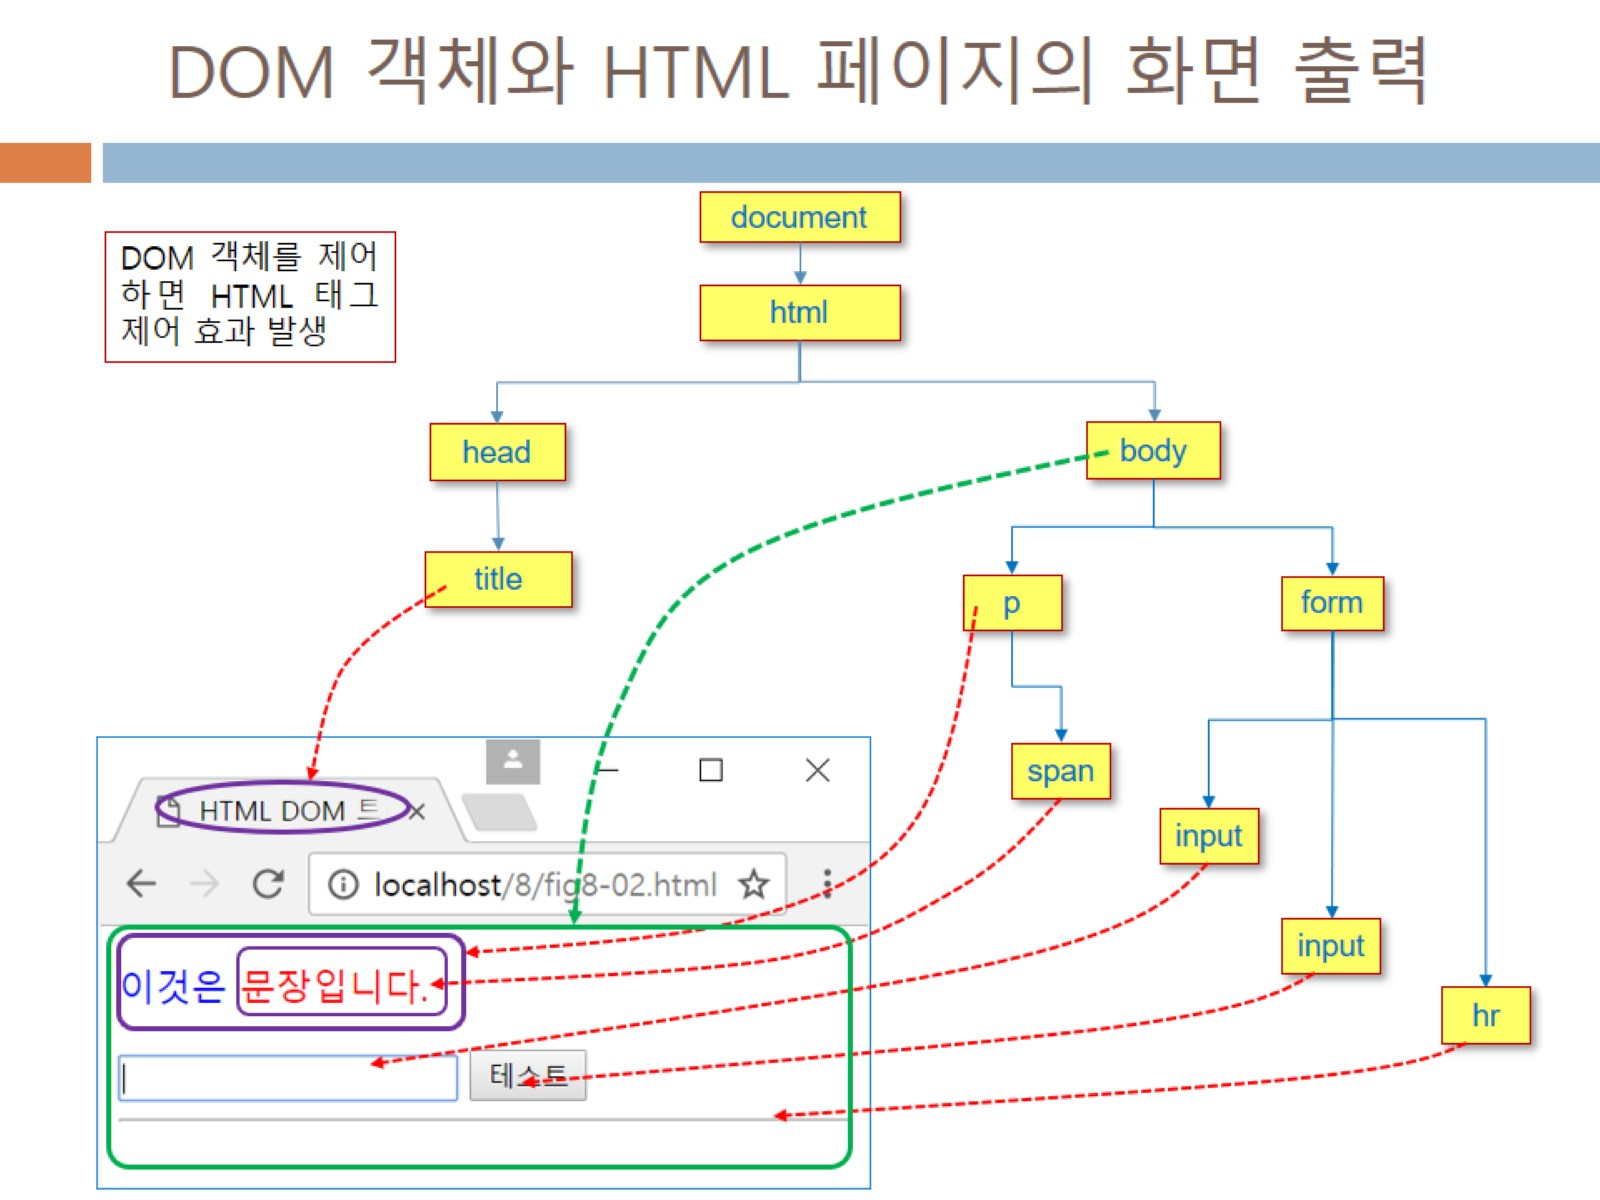 DOM 객체와 HTML 페이지의 화면 출력
document
DOM 객체를 제어
하면 HTML 태그
제어 효과 발생
html
head
body
title
p
form
span
input
input
hr
HTML DOM 트
localhost/8/fig8-02.html
이것은 문장입니다.
테스트